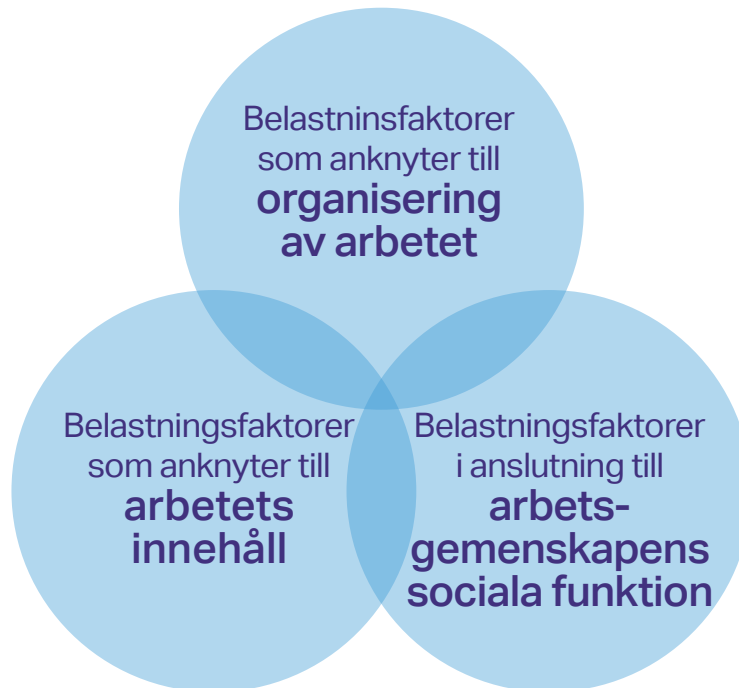 Belastninsfaktorer
som anknyter till
organisering
av arbetet
Belastningsfaktorer
som anknyter till
arbetets
innehåll
Belastningsfaktorer
i anslutning till
arbets-
gemenskapens
sociala funktion